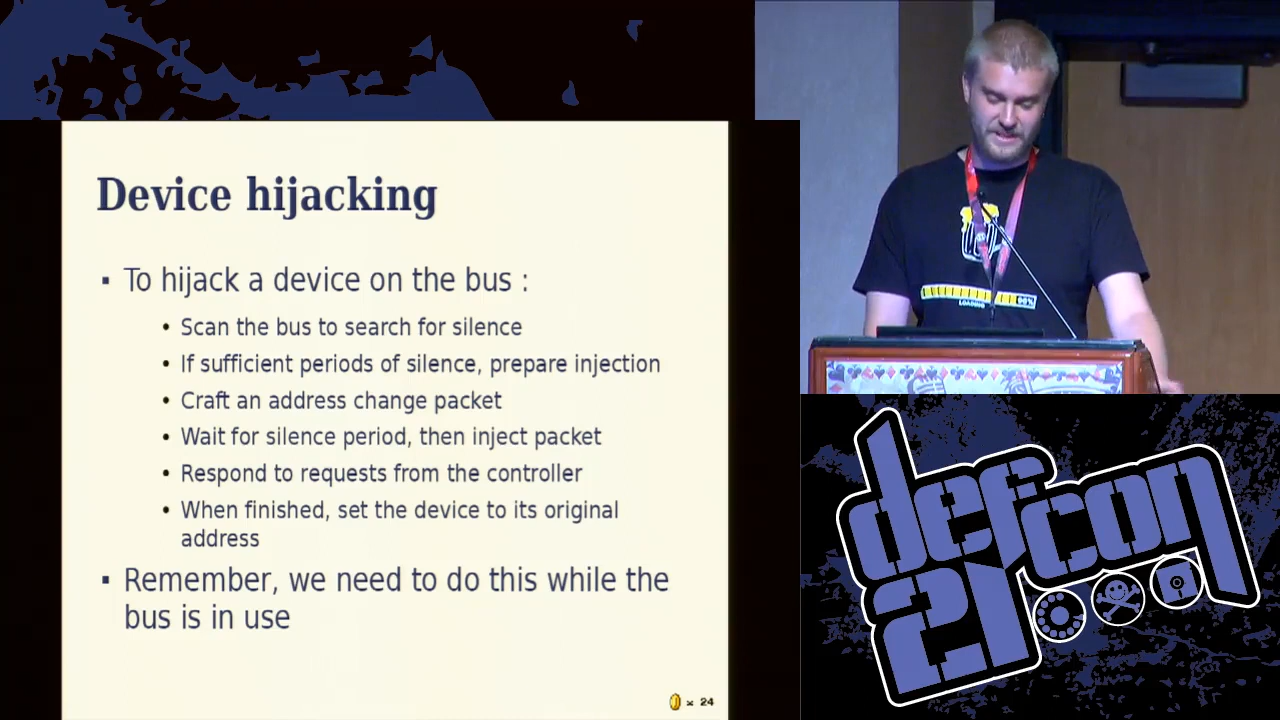 Device hijacking
▪ To hijack a device on the bus :
• Scan the bus to search for silence
• If sufficient periods of silence, prepare injection
• Craft an address change packet
• Wait for silence period, then inject packet
• Respond to requests from the controller
• When finished, set the device to its original
address
▪ Remember, we need to do this while the
bus is in use
× 24
LOADING
defcon
21